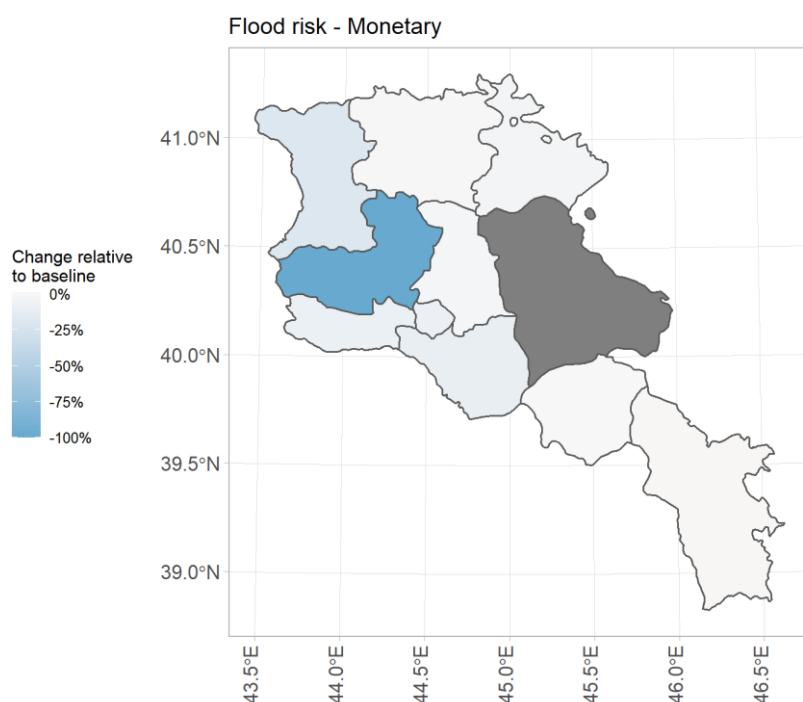 Flood risk - Monetary
41.0°N
40.5°N
40.0°N
39.5°N
39.0°N
Change relative
to baseline
0%
-25%
-50%
-75%
-100%
43.5°E
44.0°E
44.5°E
45.0°E
45.5°E
46.0°E
46.5°E